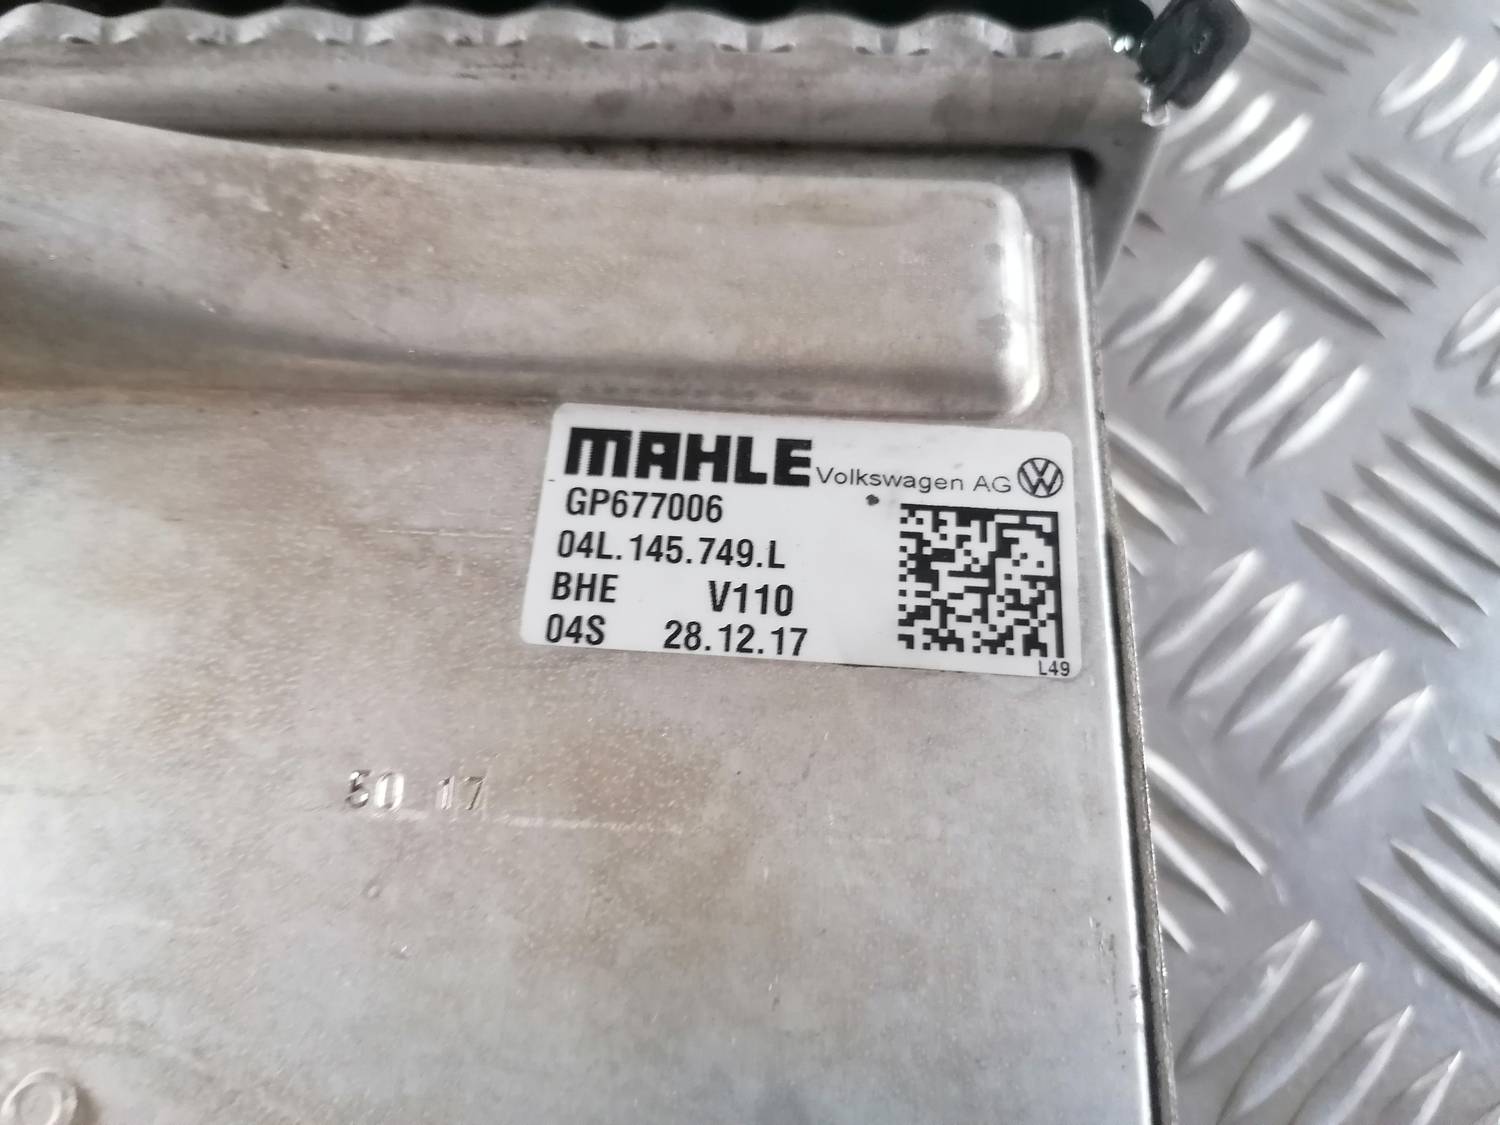 MAHLE Volkswagen AG
GP677006
04L.145.749.L
BHE V110
04S 28.12.17
L49
50 17